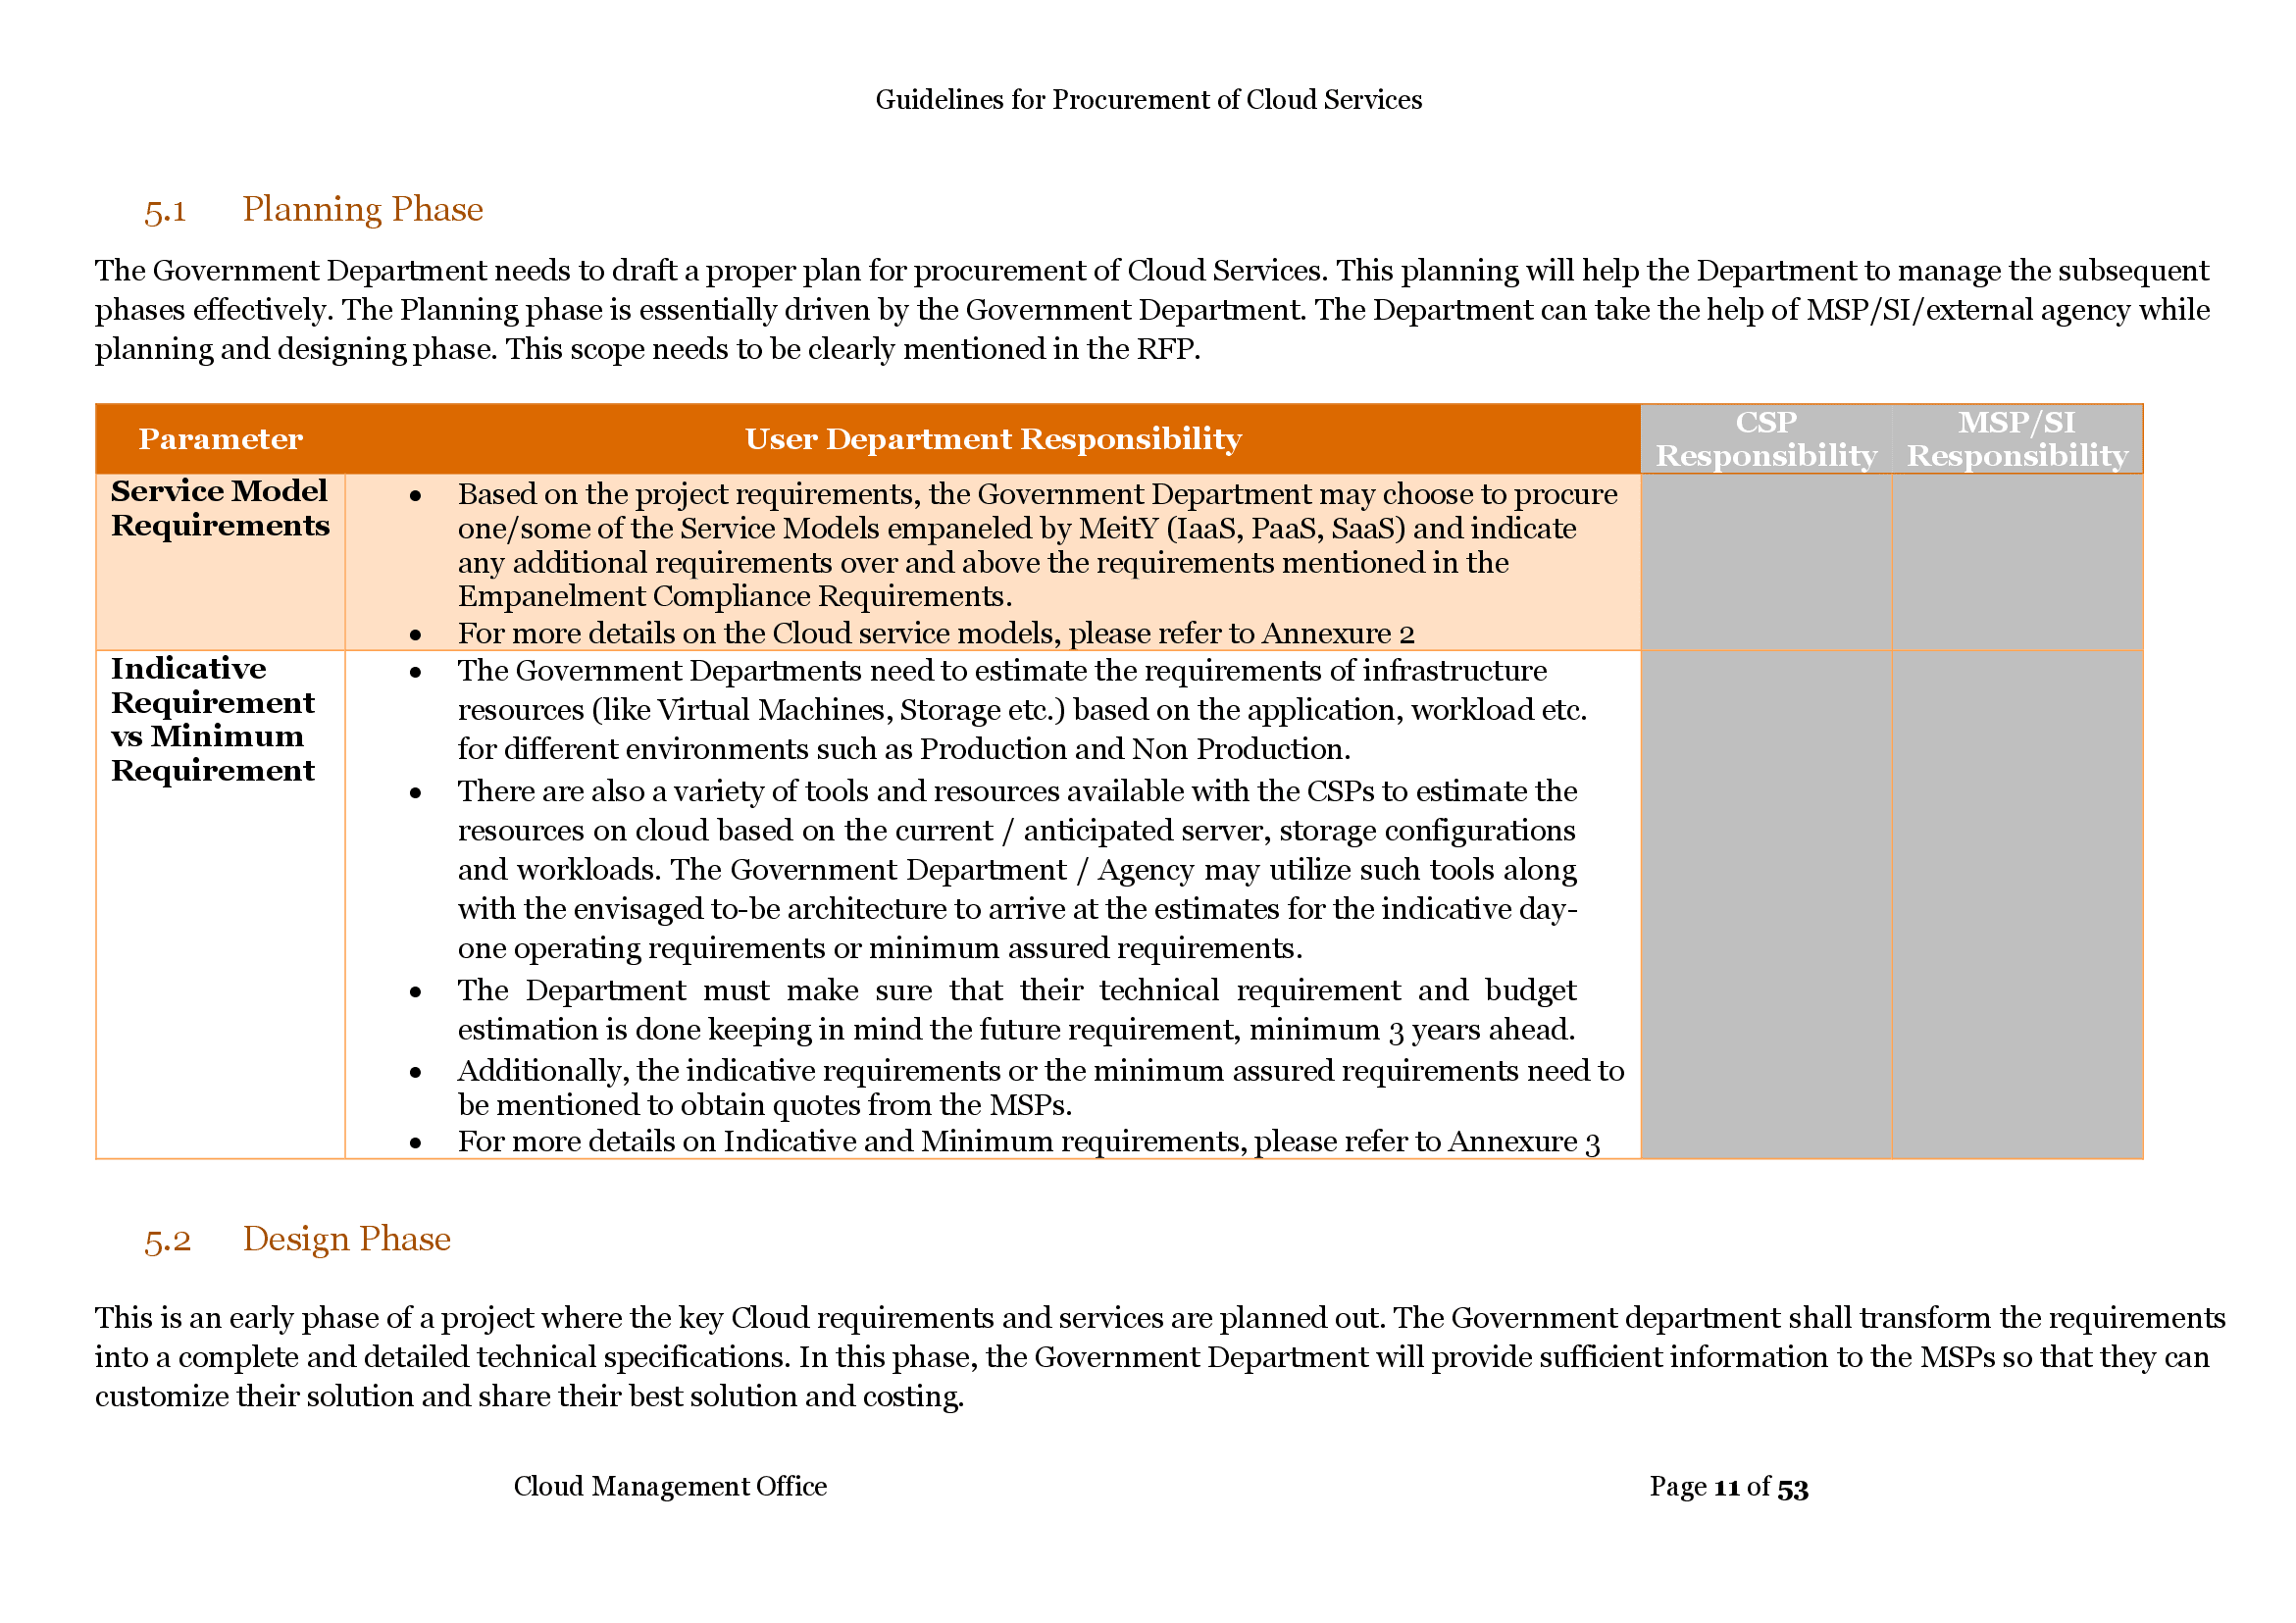 Guidelines for Procurement of Cloud Services
5.1 Planning Phase
The Government Department needs to draft a proper plan for procurement of Cloud Services. This planning will help the Department to manage the subsequent
phases effectively. The Planning phase is essentially driven by the Government Department. The Department can take the help of MSP/SI/external agency while
planning and designing phase. This scope needs to be clearly mentioned in the RFP.
Parameter
User Department Responsibility
CSP
Responsibility
MSP/SI
Responsibility
Service Model
Requirements
• Based on the project requirements, the Government Department may choose to procure
one/some of the Service Models empaneled by MeitY (IaaS, PaaS, SaaS) and indicate
any additional requirements over and above the requirements mentioned in the
Empanelment Compliance Requirements.
• For more details on the Cloud service models, please refer to Annexure 2
Indicative
Requirement
vs Minimum
Requirement
• The Government Departments need to estimate the requirements of infrastructure
resources (like Virtual Machines, Storage etc.) based on the application, workload etc.
for different environments such as Production and Non Production.
• There are also a variety of tools and resources available with the CSPs to estimate the
resources on cloud based on the current / anticipated server, storage configurations
and workloads. The Government Department / Agency may utilize such tools along
with the envisaged to-be architecture to arrive at the estimates for the indicative day-
one operating requirements or minimum assured requirements.
• The Department must make sure that their technical requirement and budget
estimation is done keeping in mind the future requirement, minimum 3 years ahead.
• Additionally, the indicative requirements or the minimum assured requirements need to
be mentioned to obtain quotes from the MSPs.
• For more details on Indicative and Minimum requirements, please refer to Annexure 3
5.2 Design Phase
This is an early phase of a project where the key Cloud requirements and services are planned out. The Government department shall transform the requirements
into a complete and detailed technical specifications. In this phase, the Government Department will provide sufficient information to the MSPs so that they can
customize their solution and share their best solution and costing.
Cloud Management Office
Page 11 of 53